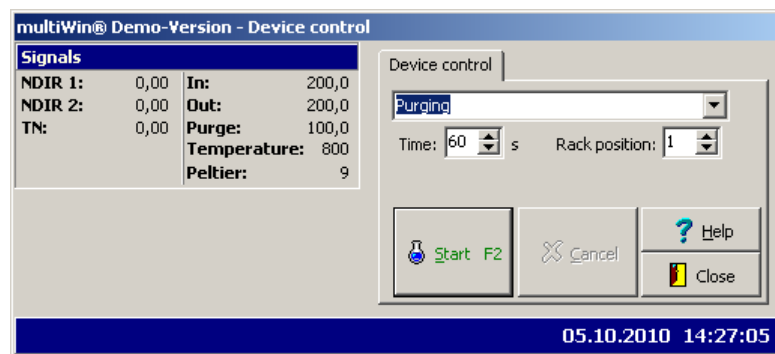 multiWin® Demo-Version - Device control
Signals
NDIR 1: 0,00 In: 200,0
NDIR 2: 0,00 Out: 200,0
TN: 0,00 Purge: 100,0
Temperature: 800
Peltier: 9
Device control
Purging
Time: 60 s Rack position: 1
Start F2
Cancel
? Help
Close
05.10.2010 14:27:05